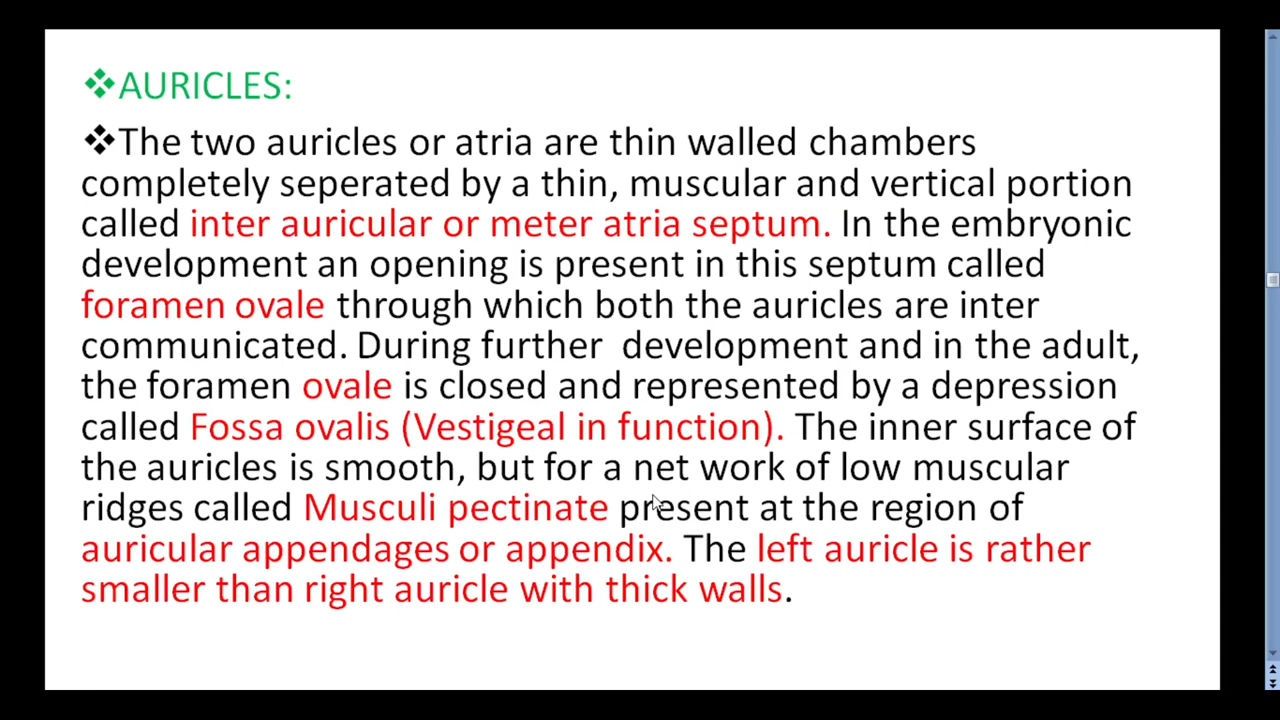 ❖AURICLES:
❖The two auricles or atria are thin walled chambers
completely seperated by a thin, muscular and vertical portion
called inter auricular or meter atria septum. In the embryonic
development an opening is present in this septum called
foramen ovale through which both the auricles are inter
communicated. During further development and in the adult,
the foramen ovale is closed and represented by a depression
called Fossa ovalis (Vestigeal in function). The inner surface of
the auricles is smooth, but for a net work of low muscular
ridges called Musculi pectinate present at the region of
auricular appendages or appendix. The left auricle is rather
smaller than right auricle with thick walls.